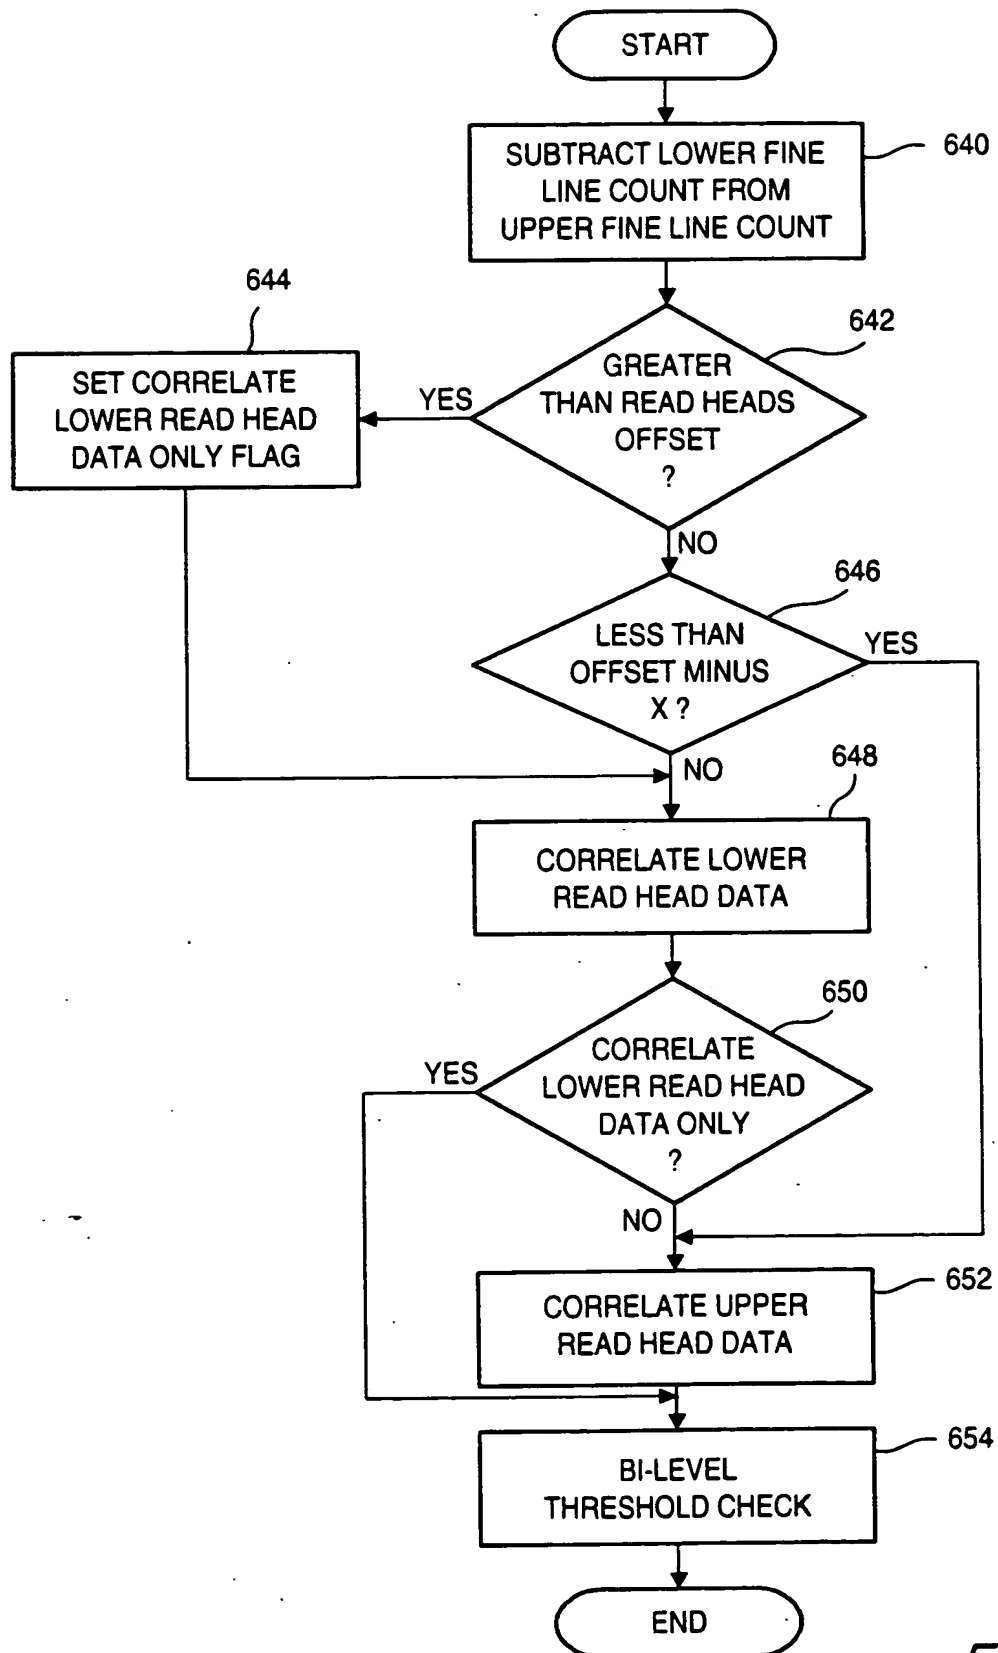 START
640
SUBTRACT LOWER FINE
LINE COUNT FROM
UPPER FINE LINE COUNT
644
642
SET CORRELATE
LOWER READ HEAD
DATA ONLY FLAG
YES
GREATER
THAN READ HEADS
OFFSET
?
NO
646
LESS THAN
OFFSET MINUS
X ?
YES
NO
648
CORRELATE LOWER
READ HEAD DATA
650
YES
CORRELATE
LOWER READ HEAD
DATA ONLY
?
NO
652
CORRELATE UPPER
READ HEAD DATA
654
BI-LEVEL
THRESHOLD CHECK
END